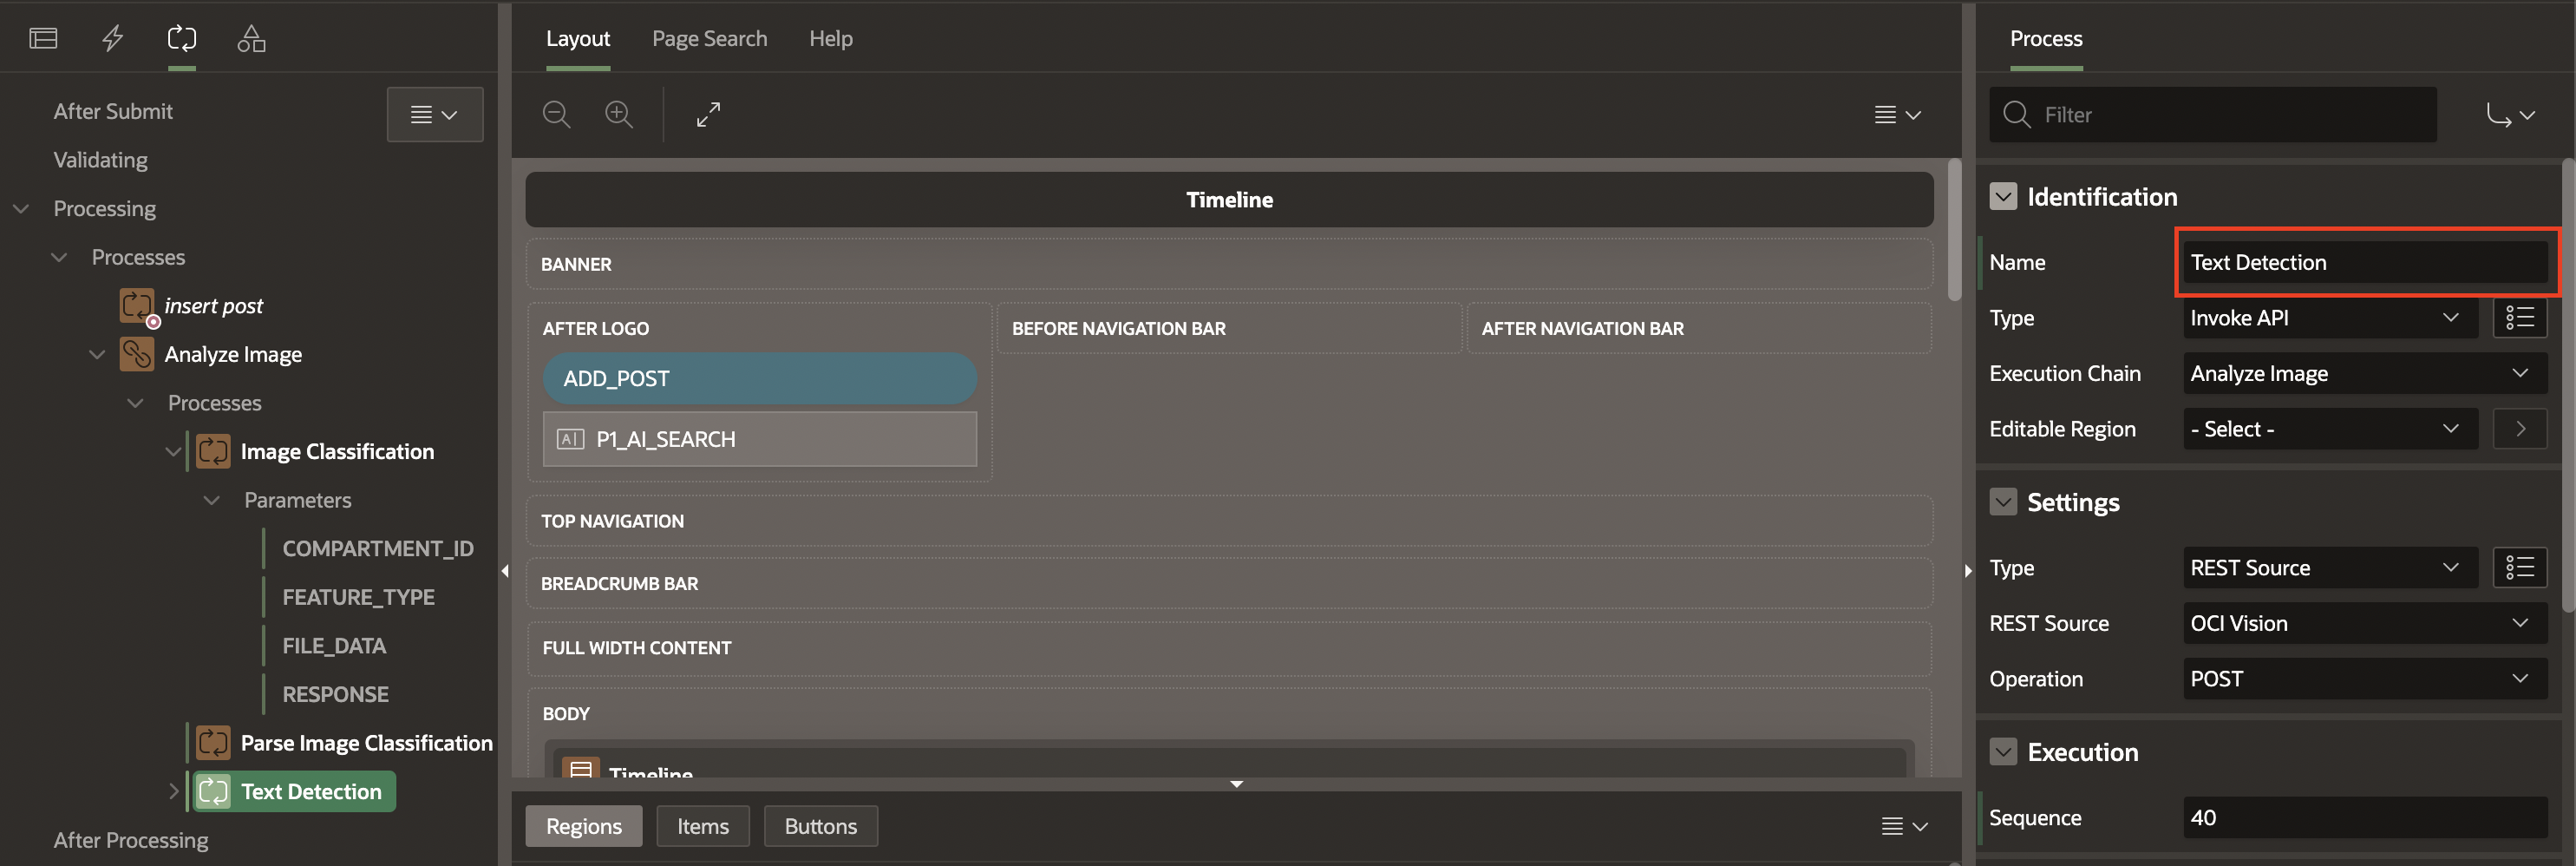 Layout
Page Search
Help
Process
After Submit
Validating
Processing
Processes
insert post
Analyze Image
Processes
Image Classification
Parameters
COMPARTMENT_ID
FEATURE_TYPE
FILE_DATA
RESPONSE
Parse Image Classification
Text Detection
After Processing
Timeline
BANNER
AFTER LOGO
BEFORE NAVIGATION BAR
AFTER NAVIGATION BAR
ADD_POST
A P1_AI_SEARCH
TOP NAVIGATION
BREADCRUMB BAR
FULL WIDTH CONTENT
BODY
Timeline
Regions
Items
Buttons
Filter
Identification
Name Text Detection
Type Invoke API
Execution Chain Analyze Image
Editable Region - Select -
Settings
Type REST Source
REST Source OCI Vision
Operation POST
Execution
Sequence 40